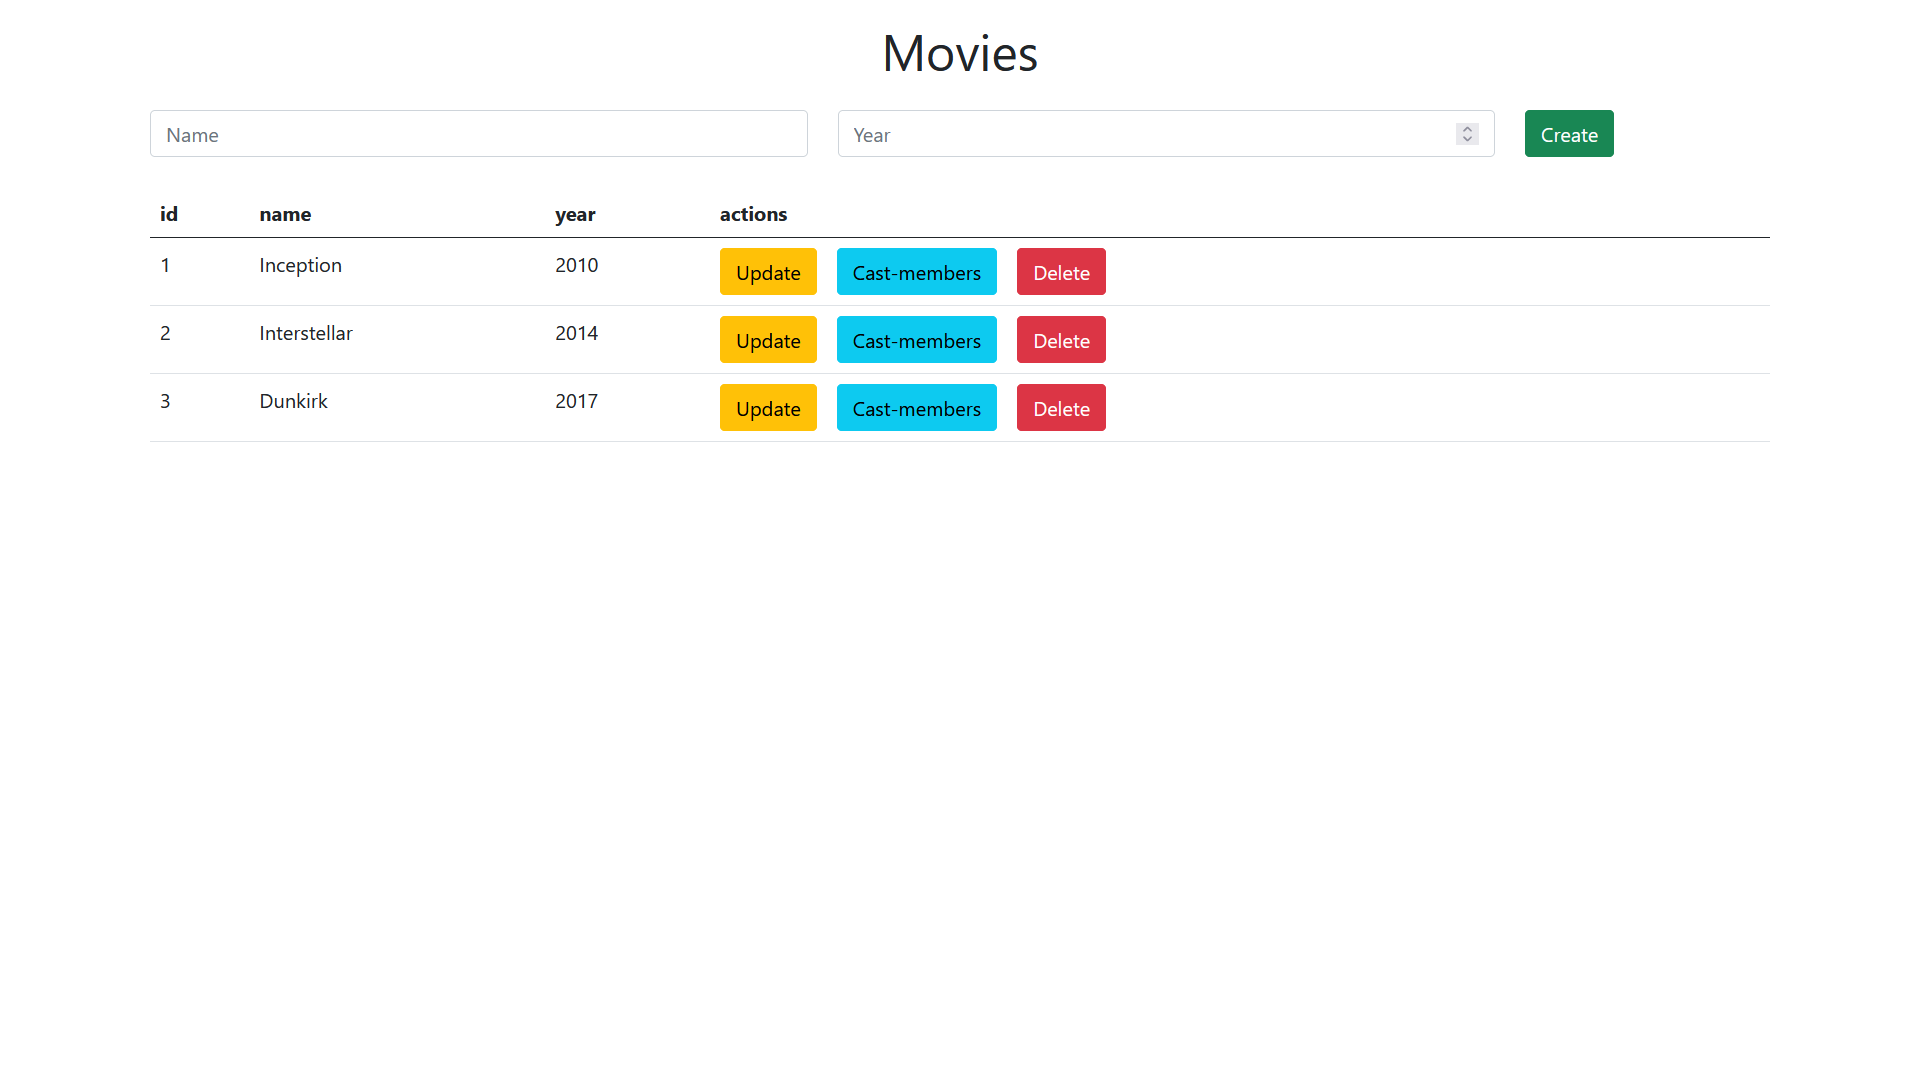 Movies
Name Year Create
id name year actions
1 Inception 2010 Update Cast-members Delete
2 Interstellar 2014 Update Cast-members Delete
3 Dunkirk 2017 Update Cast-members Delete